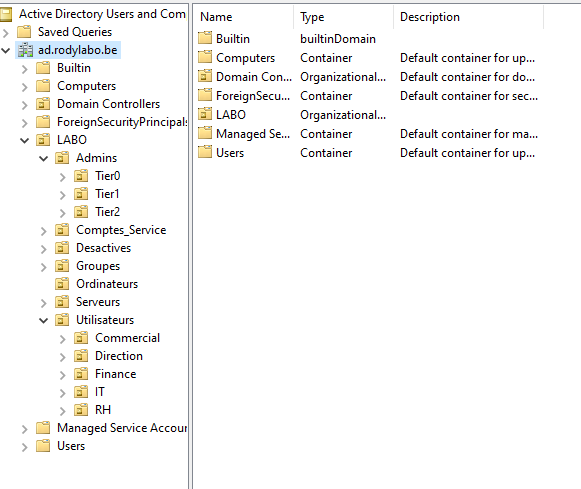 Active Directory Users and Com
Saved Queries
ad.rodylabo.be
Builtin
Computers
Domain Controllers
ForeignSecurityPrincipals
LABO
Admins
Tier0
Tier1
Tier2
Comptes_Service
Desactives
Groupes
Ordinateurs
Serveurs
Utilisateurs
Commercial
Direction
Finance
IT
RH
Managed Service Accour
Users
Name Type Description
Builtin builtinDomain
Computers Container Default container for up...
Domain Con... Organizational... Default container for do...
ForeignSecu... Container Default container for sec...
LABO Organizational...
Managed Se... Container Default container for ma...
Users Container Default container for up...